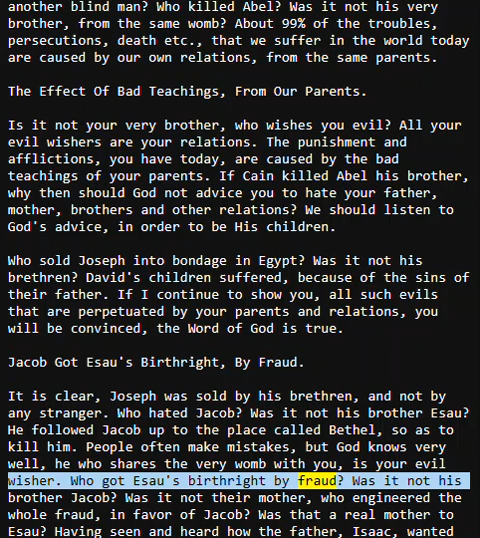 another blind man? Who killed Abel? Was it not his very
brother, from the same womb? About 99% of the troubles,
persecutions, death etc., that we suffer in the world today
are caused by our own relations, from the same parents.
The Effect Of Bad Teachings, From Our Parents.
Is it not your very brother, who wishes you evil? All your
evil wishers are your relations. The punishment and
afflictions, you have today, are caused by the bad
teachings of your parents. If Cain killed Abel his brother,
why then should God not advice you to hate your father,
mother, brothers and other relations? We should listen to
God's advice, in order to be His children.
Who sold Joseph into bondage in Egypt? Was it not his
brethren? David's children suffered, because of the sins of
their father. If I continue to show you, all such evils
that are perpetuated by your parents and relations, you
will be convinced, the Word of God is true.
Jacob Got Esau's Birthright, By Fraud.
It is clear, Joseph was sold by his brethren, and not by
any stranger. Who hated Jacob? Was it not his brother Esau?
He followed Jacob up to the place called Bethel, so as to
kill him. People often make mistakes, but God knows very
well, he who shares the very womb with you, is your evil
wisher. Who got Esau's birthright by fraud? Was it not his
brother Jacob? Was it not their mother, who engineered the
whole fraud, in favor of Jacob? Was that a real mother to
Esau? Having seen and heard how the father, Isaac, wanted